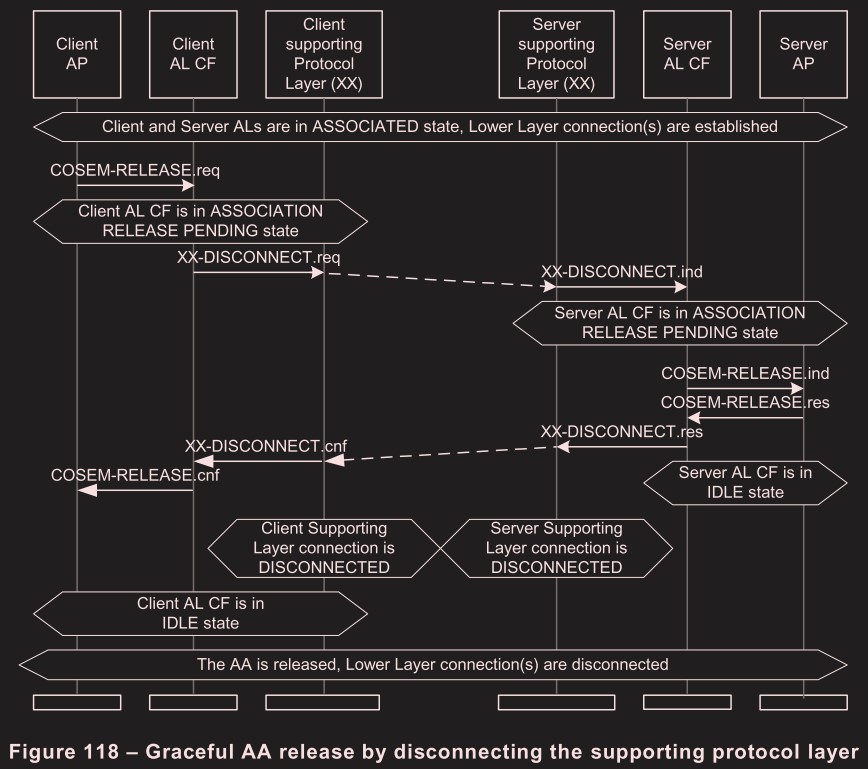 Client
AP
Client
AL CF
Client
supporting
Protocol
Layer (XX)
Server
supporting
Protocol
Layer (XX)
Server
AL CF
Server
AP
Client and Server ALs are in ASSOCIATED state, Lower Layer connection(s) are established
COSEM-RELEASE.req
Client AL CF is in ASSOCIATION
RELEASE PENDING state
XX-DISCONNECT.req
XX-DISCONNECT.ind
Server AL CF is in ASSOCIATION
RELEASE PENDING state
COSEM-RELEASE.ind
COSEM-RELEASE.res
XX-DISCONNECT.res
XX-DISCONNECT.cnf
COSEM-RELEASE.cnf
Server AL CF is in
IDLE state
Client Supporting
Layer connection is
DISCONNECTED
Server Supporting
Layer connection is
DISCONNECTED
Client AL CF is in
IDLE state
The AA is released, Lower Layer connection(s) are disconnected
Figure 118 – Graceful AA release by disconnecting the supporting protocol layer